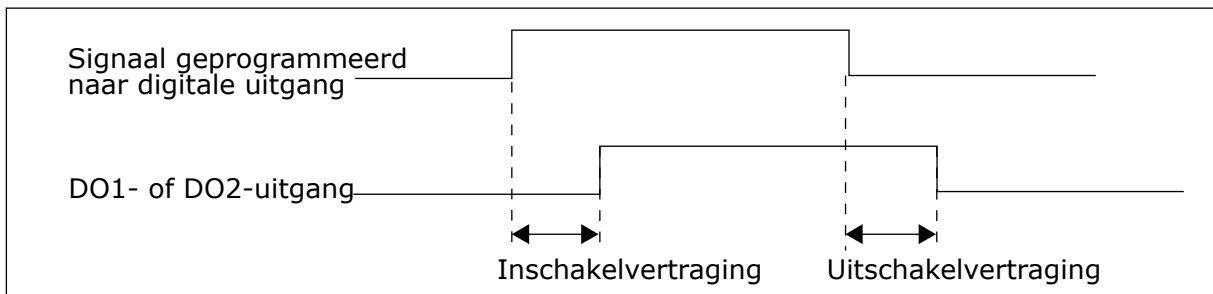 Signaal geprogrammeerd
naar digitale uitgang
DO1- of DO2-uitgang
Inschakelvertraging
Uitschakelvertraging